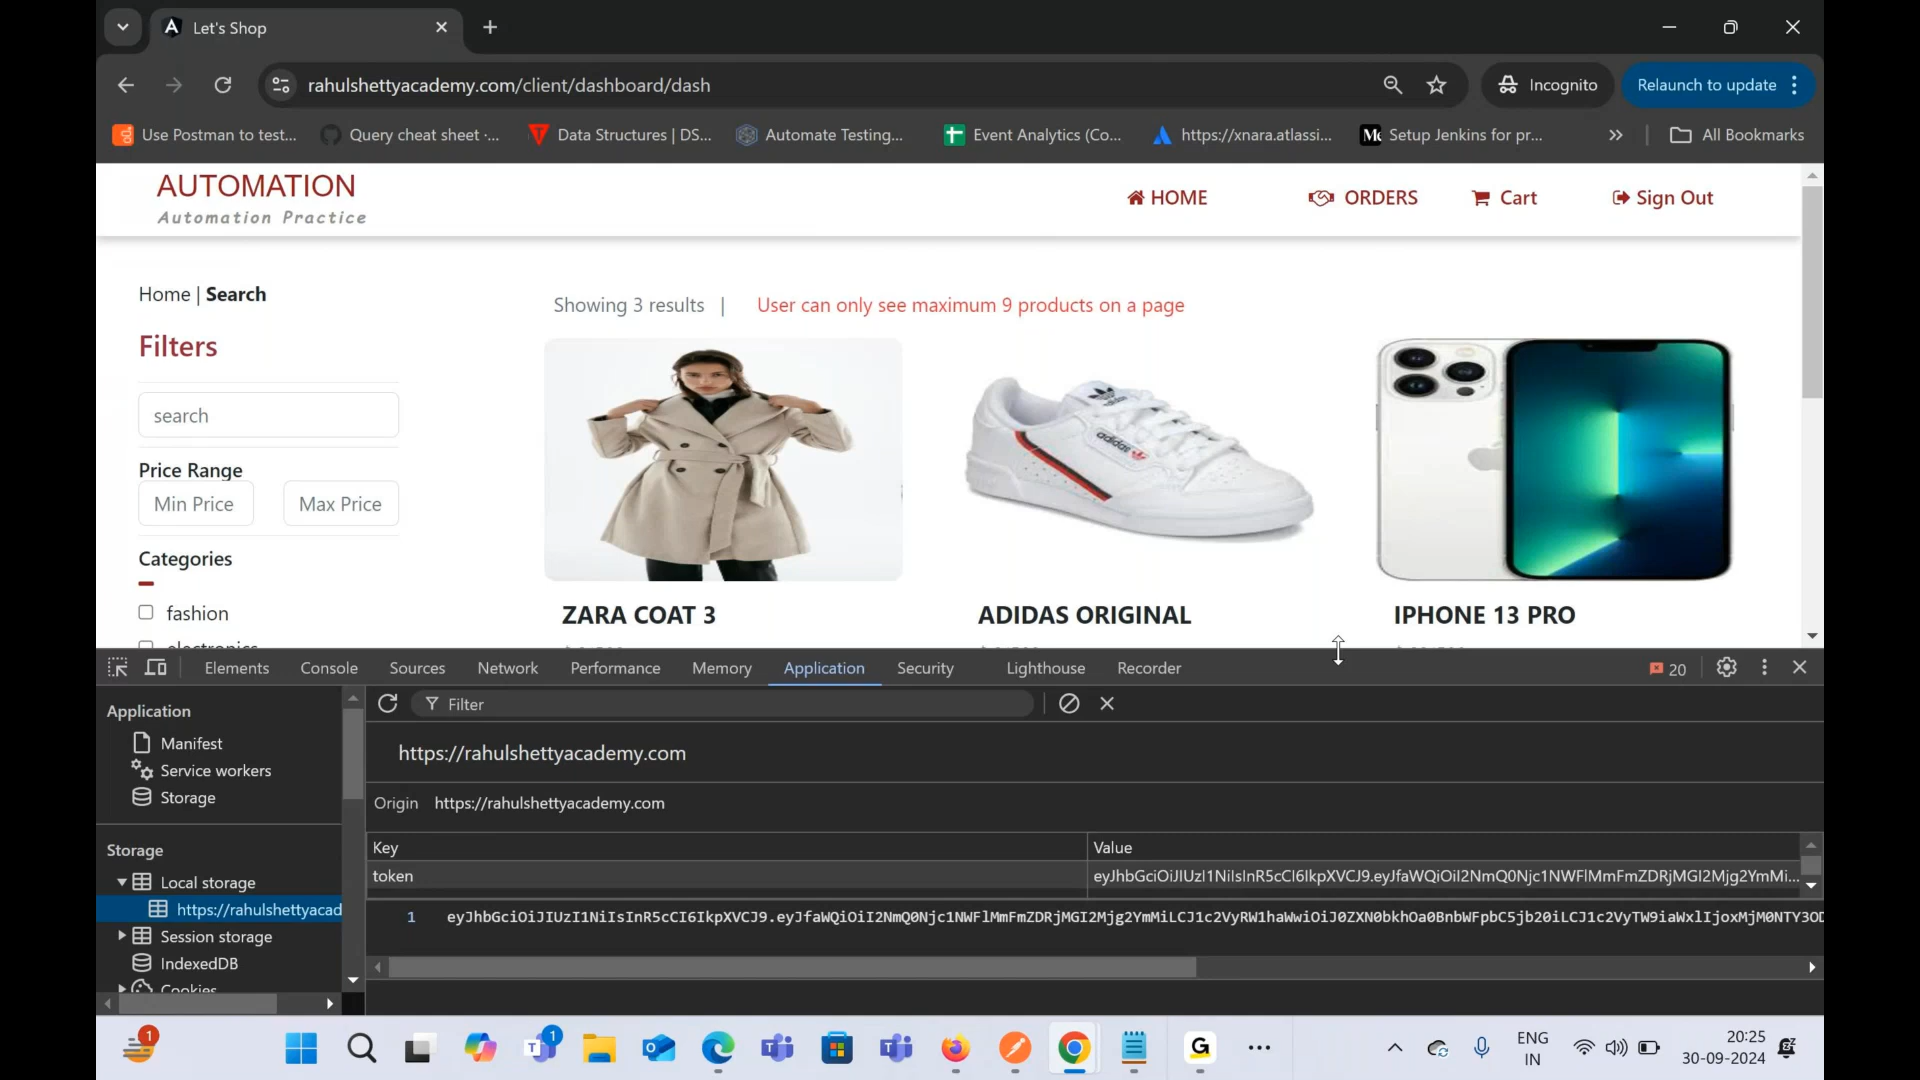 Let's Shop
rahulshettyacademy.com/client/dashboard/dash
Incognito
Relaunch to update
Use Postman to test...
Query cheat sheet ·...
Data Structures | DS...
Automate Testing...
Event Analytics (Co...
https://xnara.atlassi...
Setup Jenkins for pr...
All Bookmarks
AUTOMATION
Automation Practice
HOME
ORDERS
Cart
Sign Out
Home | Search
Showing 3 results |
User can only see maximum 9 products on a page
Filters
search
Price Range
Min Price
Max Price
Categories
fashion
electronics
adidas
ZARA COAT 3
ADIDAS ORIGINAL
IPHONE 13 PRO
Elements
Console
Sources
Network
Performance
Memory
Application
Security
Lighthouse
Recorder
20
Application
Manifest
Service workers
Storage
Storage
Local storage
https://rahulshettyacad
Session storage
IndexedDB
Cookies
Filter
https://rahulshettyacademy.com
Origin https://rahulshettyacademy.com
Key
Value
token
1
ENG
IN
20:25
30-09-2024